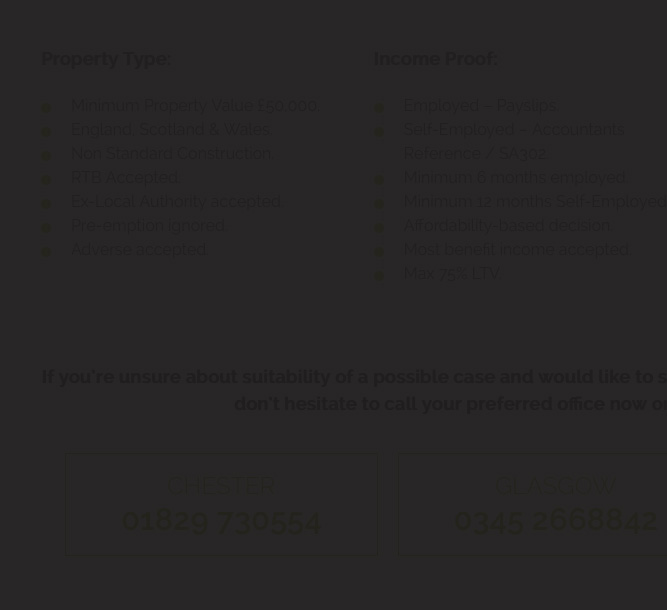 Property Type:
Minimum Property Value £50,000.
England, Scotland & Wales.
Non Standard Construction.
RTB Accepted.
Ex-Local Authority accepted.
Pre-emption ignored.
Adverse accepted.
Income Proof:
Employed – Payslips.
Self-Employed – Accountants
Reference / SA302.
Minimum 6 months employed.
Minimum 12 months Self-Employed
Affordability-based decision.
Most benefit income accepted.
Max 75% LTV.
If you're unsure about suitability of a possible case and would like to s
don't hesitate to call your preferred office now or
CHESTER
01829 730554
GLASGOW
0345 2668842